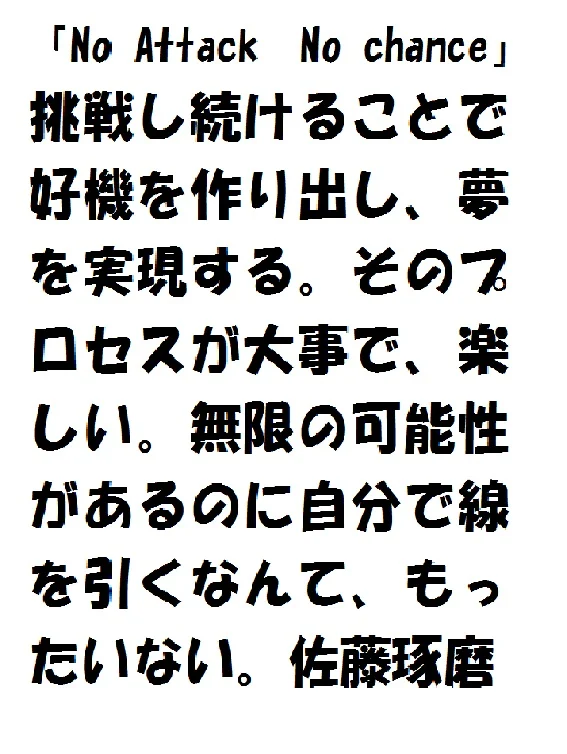 「No Attack　No chance」
挑戦し続けることで
好機を作り出し、夢
を実現する。そのプ
ロセスが大事で、楽
しい。無限の可能性
があるのに自分で線
を引くなんて、もっ
たいない。佐藤琢磨